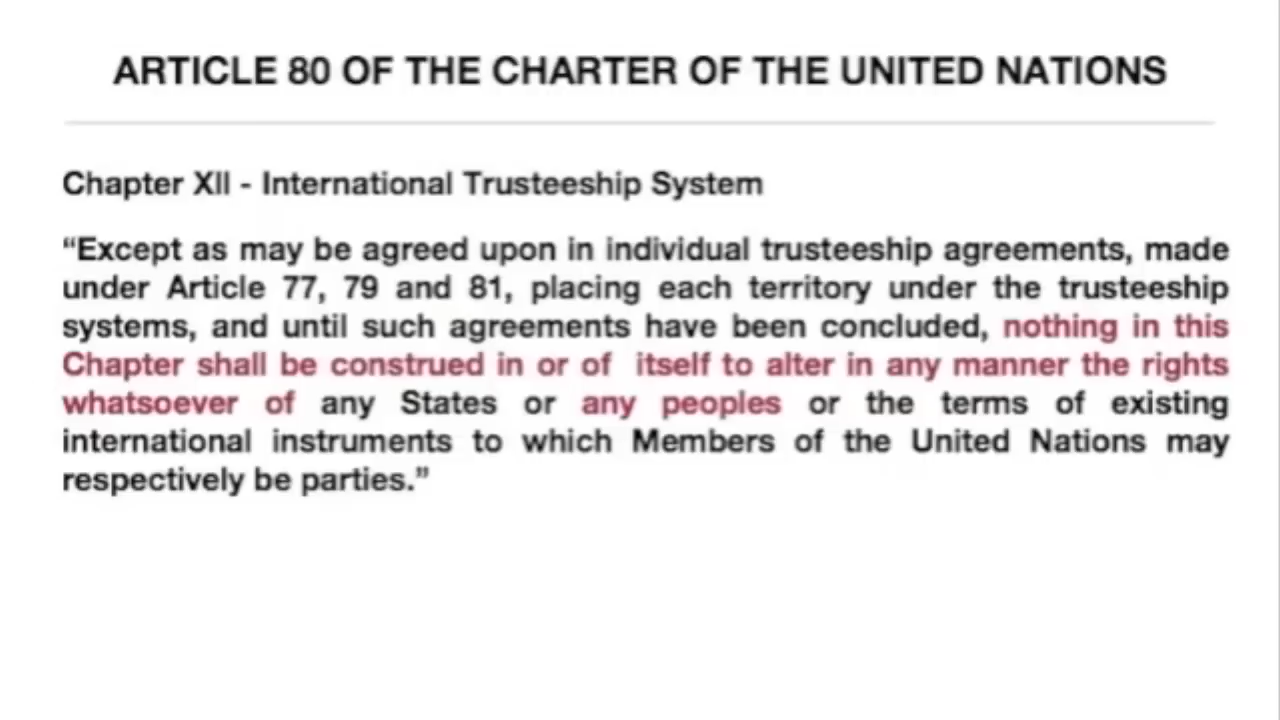 ARTICLE 80 OF THE CHARTER OF THE UNITED NATIONS
Chapter XII - International Trusteeship System
“Except as may be agreed upon in individual trusteeship agreements, made
under Article 77, 79 and 81, placing each territory under the trusteeship
systems, and until such agreements have been concluded, nothing in this
Chapter shall be construed in or of itself to alter in any manner the rights
whatsoever of any States or any peoples or the terms of existing
international instruments to which Members of the United Nations may
respectively be parties.”